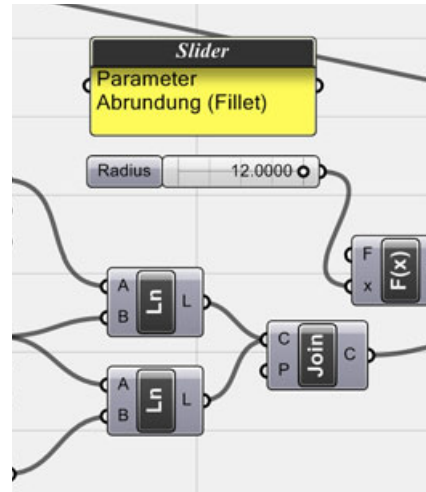 Slider
Parameter
Abrundung (Fillet)
Radius 12.0000
F
x
F(x)
A
B
Ln
L
C
P
Join
C
A
B
Ln
L